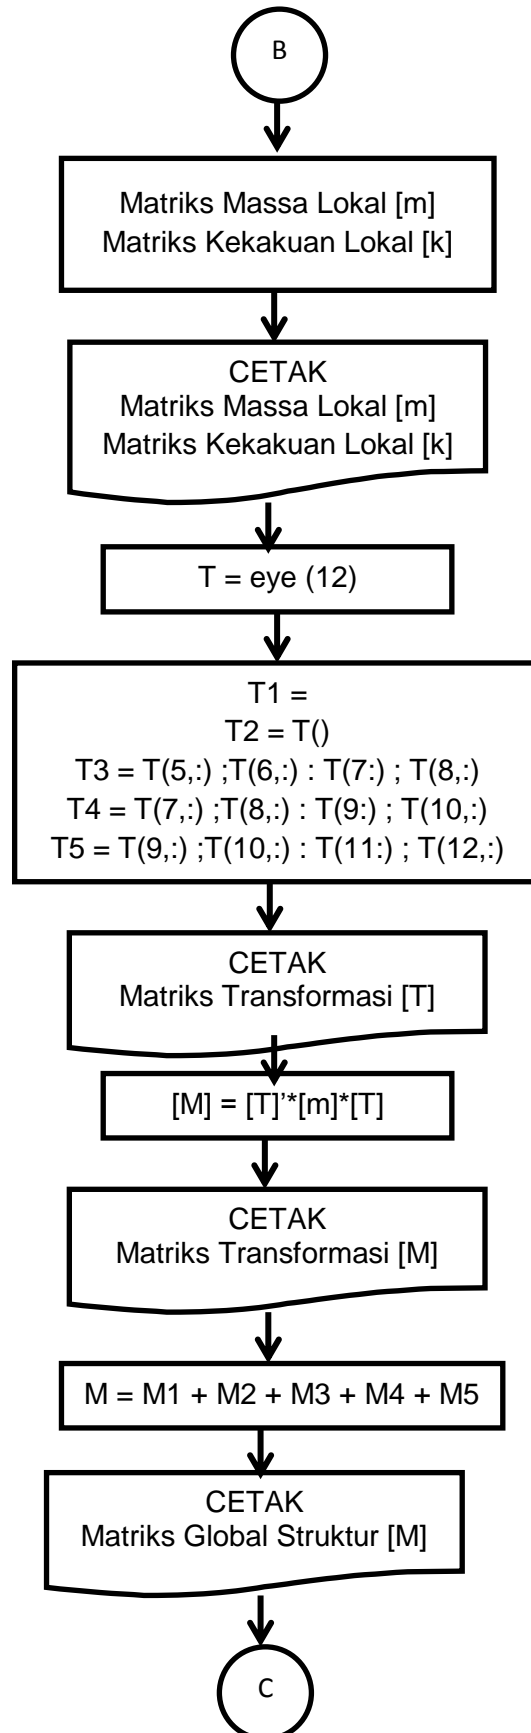 B
Matriks Massa Lokal [m]
Matriks Kekakuan Lokal [k]
CETAK
Matriks Massa Lokal [m]
Matriks Kekakuan Lokal [k]
T = eye (12)
T1 =
T2 = T()
T3 = T(5,:) ;T(6,:) : T(7:) ; T(8,:)
T4 = T(7,:) ;T(8,:) : T(9:) ; T(10,:)
T5 = T(9,:) ;T(10,:) : T(11:) ; T(12,:)
CETAK
Matriks Transformasi [T]
[M] = [T]’*[m]*[T]
CETAK
Matriks Transformasi [M]
M = M1 + M2 + M3 + M4 + M5
CETAK
Matriks Global Struktur [M]
C